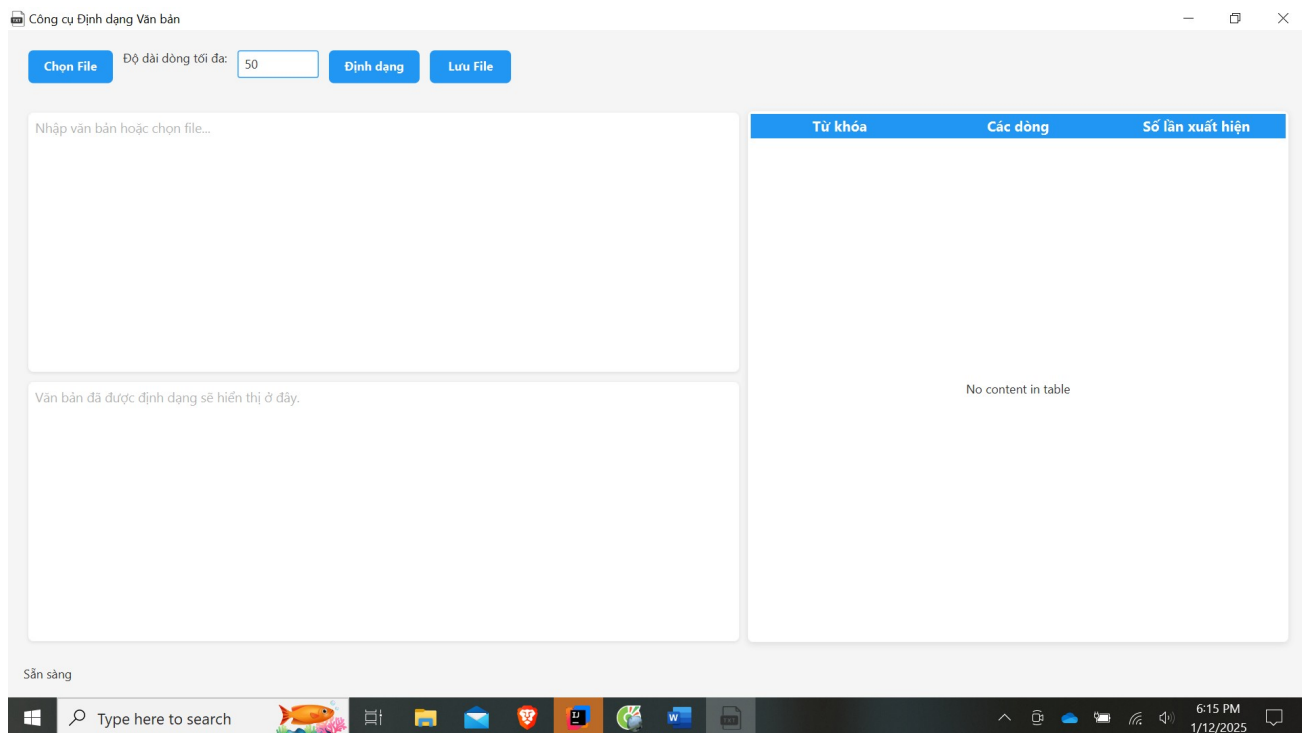 Công cụ Định dạng Văn bản
Chọn File Độ dài dòng tối đa: 50 Định dạng Lưu File
Nhập văn bản hoặc chọn file...
Từ khóa Các dòng Số lần xuất hiện
No content in table
Văn bản đã được định dạng sẽ hiển thị ở đây.
Sẵn sàng
Type here to search
6:15 PM
1/12/2025